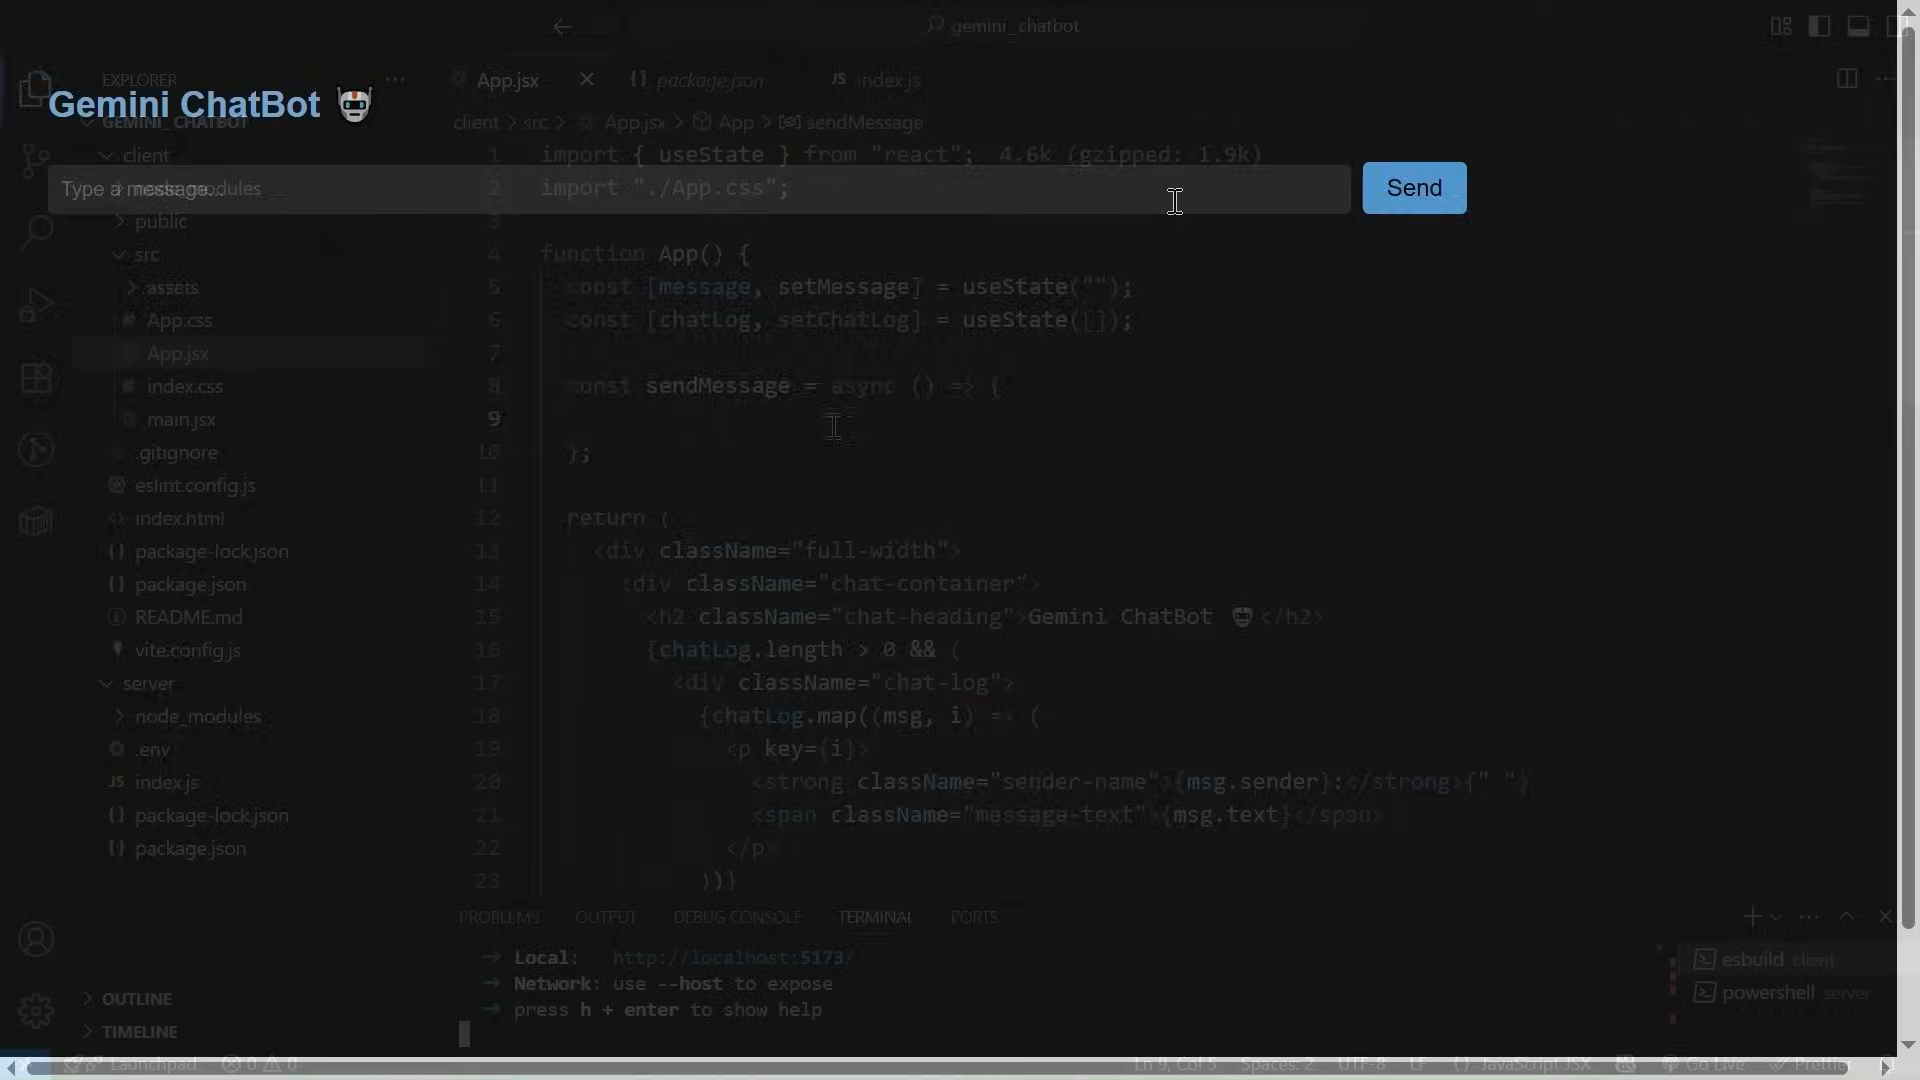 gemini_chatbot
EXPLORER
App.jsx
{} package.json
JS index.js
Gemini ChatBot
GEMINI_CHATBOT
client > src > App.jsx > App > sendMessage
client
1 import { useState } from "react"; 4.6k (gzipped: 1.9k)
Type a message...
node_modules
2 import "./App.css";
Send
public
3
src
4 function App() {
assets
5 const [message, setMessage] = useState("");
App.css
6 const [chatLog, setChatLog] = useState([]);
App.jsx
7
index.css
8 const sendMessage = async () => {
main.jsx
9
.gitignore
10 };
eslint.config.js
11
index.html
12 return (
{} package-lock.json
13 <div className="full-width">
{} package.json
14 <div className="chat-container">
README.md
15 <h2 className="chat-heading">Gemini ChatBot 🤖</h2>
vite.config.js
16 {chatLog.length > 0 && (
server
17 <div className="chat-log">
node_modules
18 {chatLog.map((msg, i) => (
.env
19 <p key={i}>
JS index.js
20 <strong className="sender-name">{msg.sender}:</strong>{" "}
{} package-lock.json
21 <span className="message-text">{msg.text}</span>
{} package.json
22 </p>
23 ))}
PROBLEMS OUTPUT DEBUG CONSOLE TERMINAL PORTS
→ Local: http://localhost:5173/
→ Network: use --host to expose
→ press h + enter to show help
esbuild client
powershell server
OUTLINE
TIMELINE
Launchpad 0 0
Ln 9, Col 5 Spaces: 2 UTF-8 LF {} JavaScript JSX Go Live Prettier